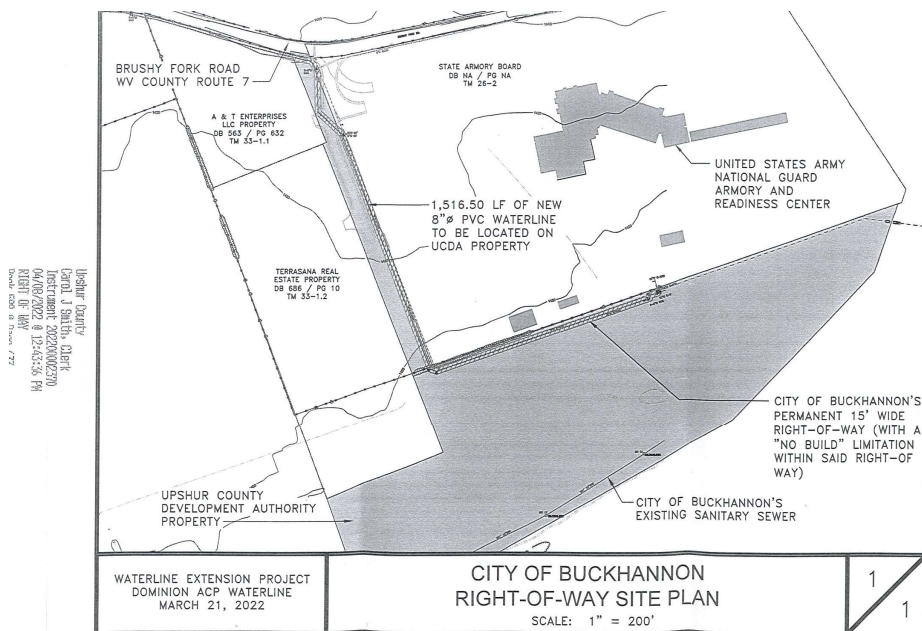 BRUSHY FORK ROAD
WV COUNTY ROUTE 7
STATE ARMORY BOARD
DB NA / PG NA
TM 26-2
A & T ENTERPRISES
LLC PROPERTY
DB 563 / PG 632
TM 33-1.1
UNITED STATES ARMY
NATIONAL GUARD
ARMORY AND
READINESS CENTER
1,516.50 LF OF NEW
8"ø PVC WATERLINE
TO BE LOCATED ON
UCDA PROPERTY
TERRASANA REAL
ESTATE PROPERTY
DB 686 / PG 10
TM 33-1.2
Upshur County
Carol J Smith, Clerk
Instrument 202200002370
04/08/2022 @ 12:43:36 PM
RIGHT OF WAY
CITY OF BUCKHANNON'S
PERMANENT 15' WIDE
RIGHT-OF-WAY (WITH A
"NO BUILD" LIMITATION
WITHIN SAID RIGHT-OF
WAY)
UPSHUR COUNTY
DEVELOPMENT AUTHORITY
PROPERTY
CITY OF BUCKHANNON'S
EXISTING SANITARY SEWER
WATERLINE EXTENSION PROJECT
DOMINION ACP WATERLINE
MARCH 21, 2022
CITY OF BUCKHANNON
RIGHT-OF-WAY SITE PLAN
SCALE: 1" = 200'
1
1